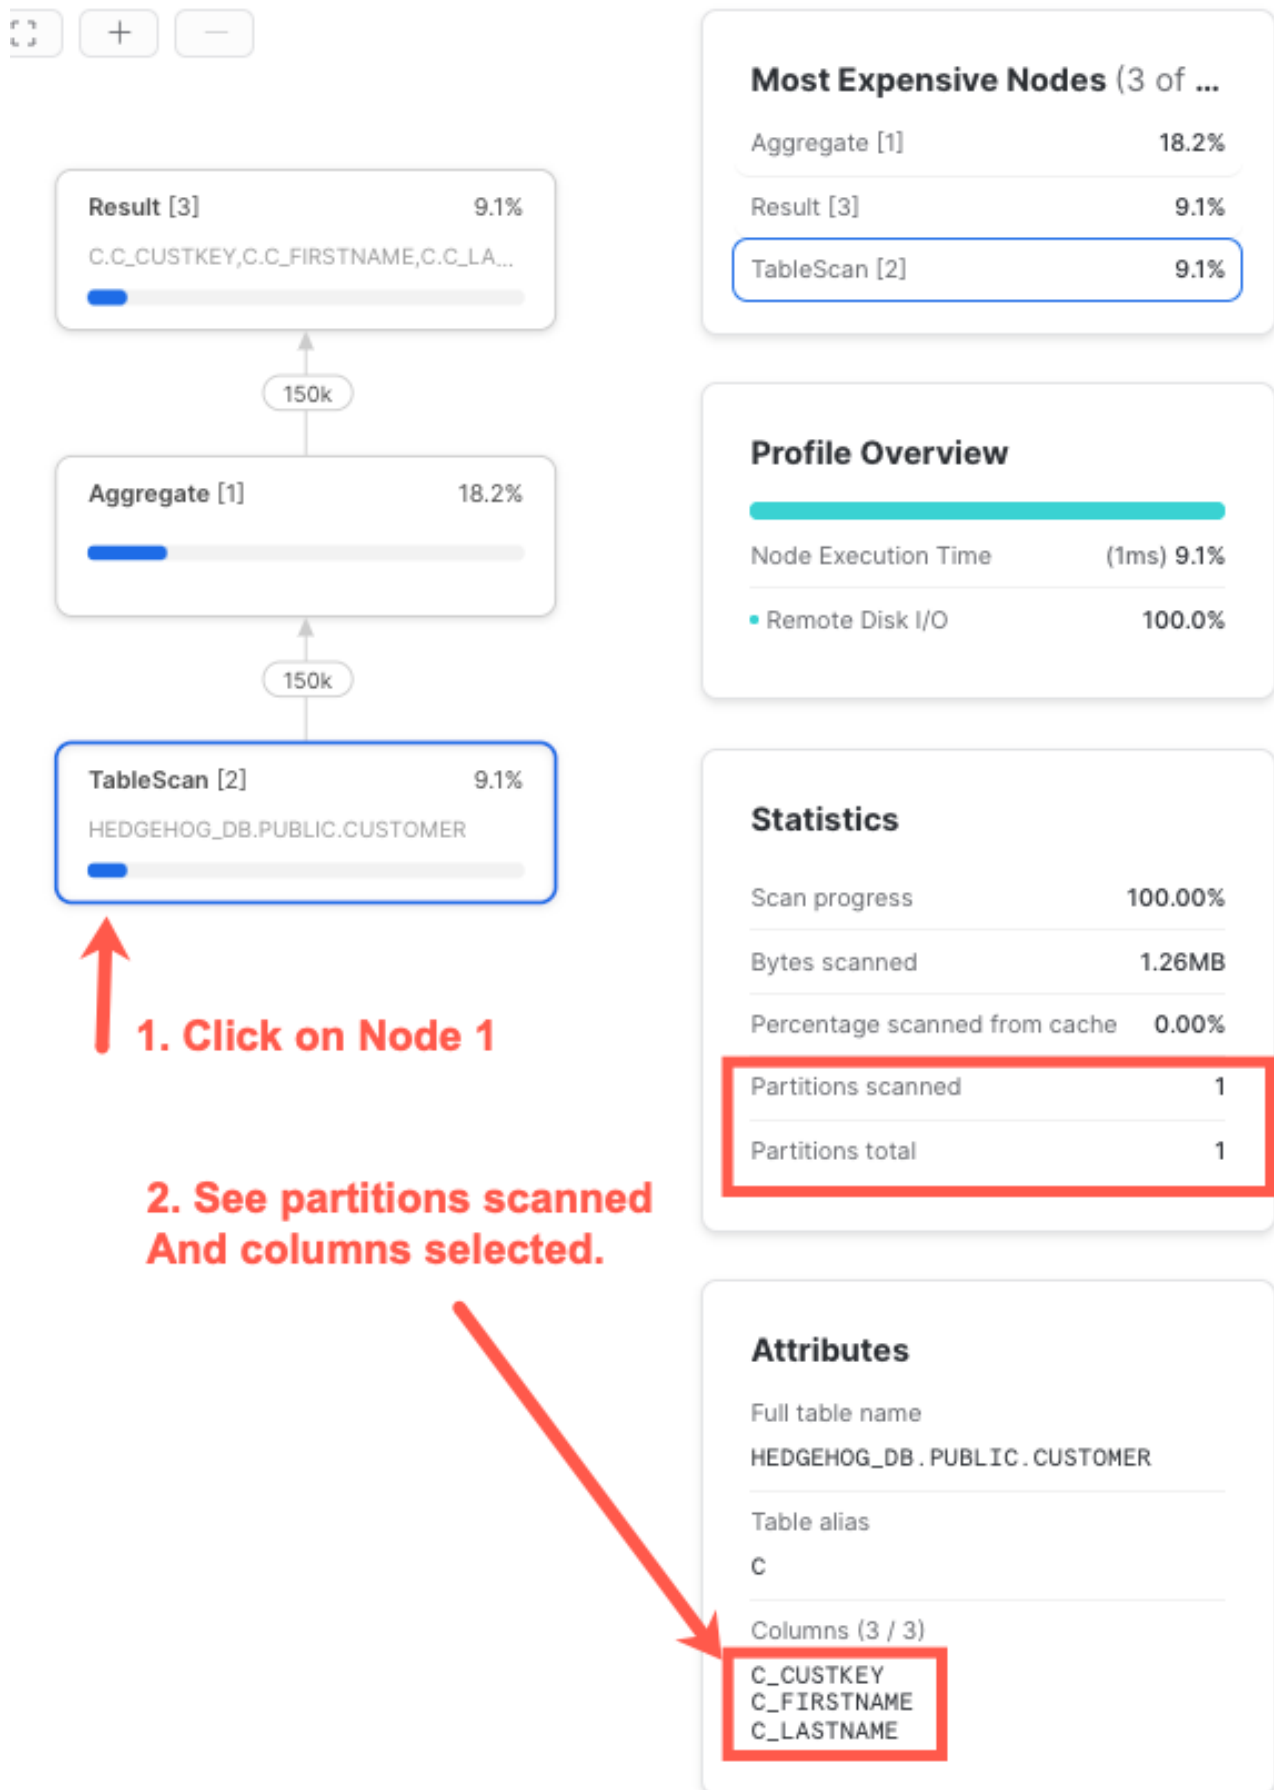 Result [3] 9.1%
C.C_CUSTKEY,C.C_FIRSTNAME,C.C_LA...
150k
Aggregate [1] 18.2%
150k
TableScan [2] 9.1%
HEDGEHOG_DB.PUBLIC.CUSTOMER
1. Click on Node 1
2. See partitions scanned
And columns selected.
Most Expensive Nodes (3 of ...
Aggregate [1] 18.2%
Result [3] 9.1%
TableScan [2] 9.1%
Profile Overview
Node Execution Time (1ms) 9.1%
Remote Disk I/O 100.0%
Statistics
Scan progress 100.00%
Bytes scanned 1.26MB
Percentage scanned from cache 0.00%
Partitions scanned 1
Partitions total 1
Attributes
Full table name
HEDGEHOG_DB.PUBLIC.CUSTOMER
Table alias
C
Columns (3 / 3)
C_CUSTKEY
C_FIRSTNAME
C_LASTNAME